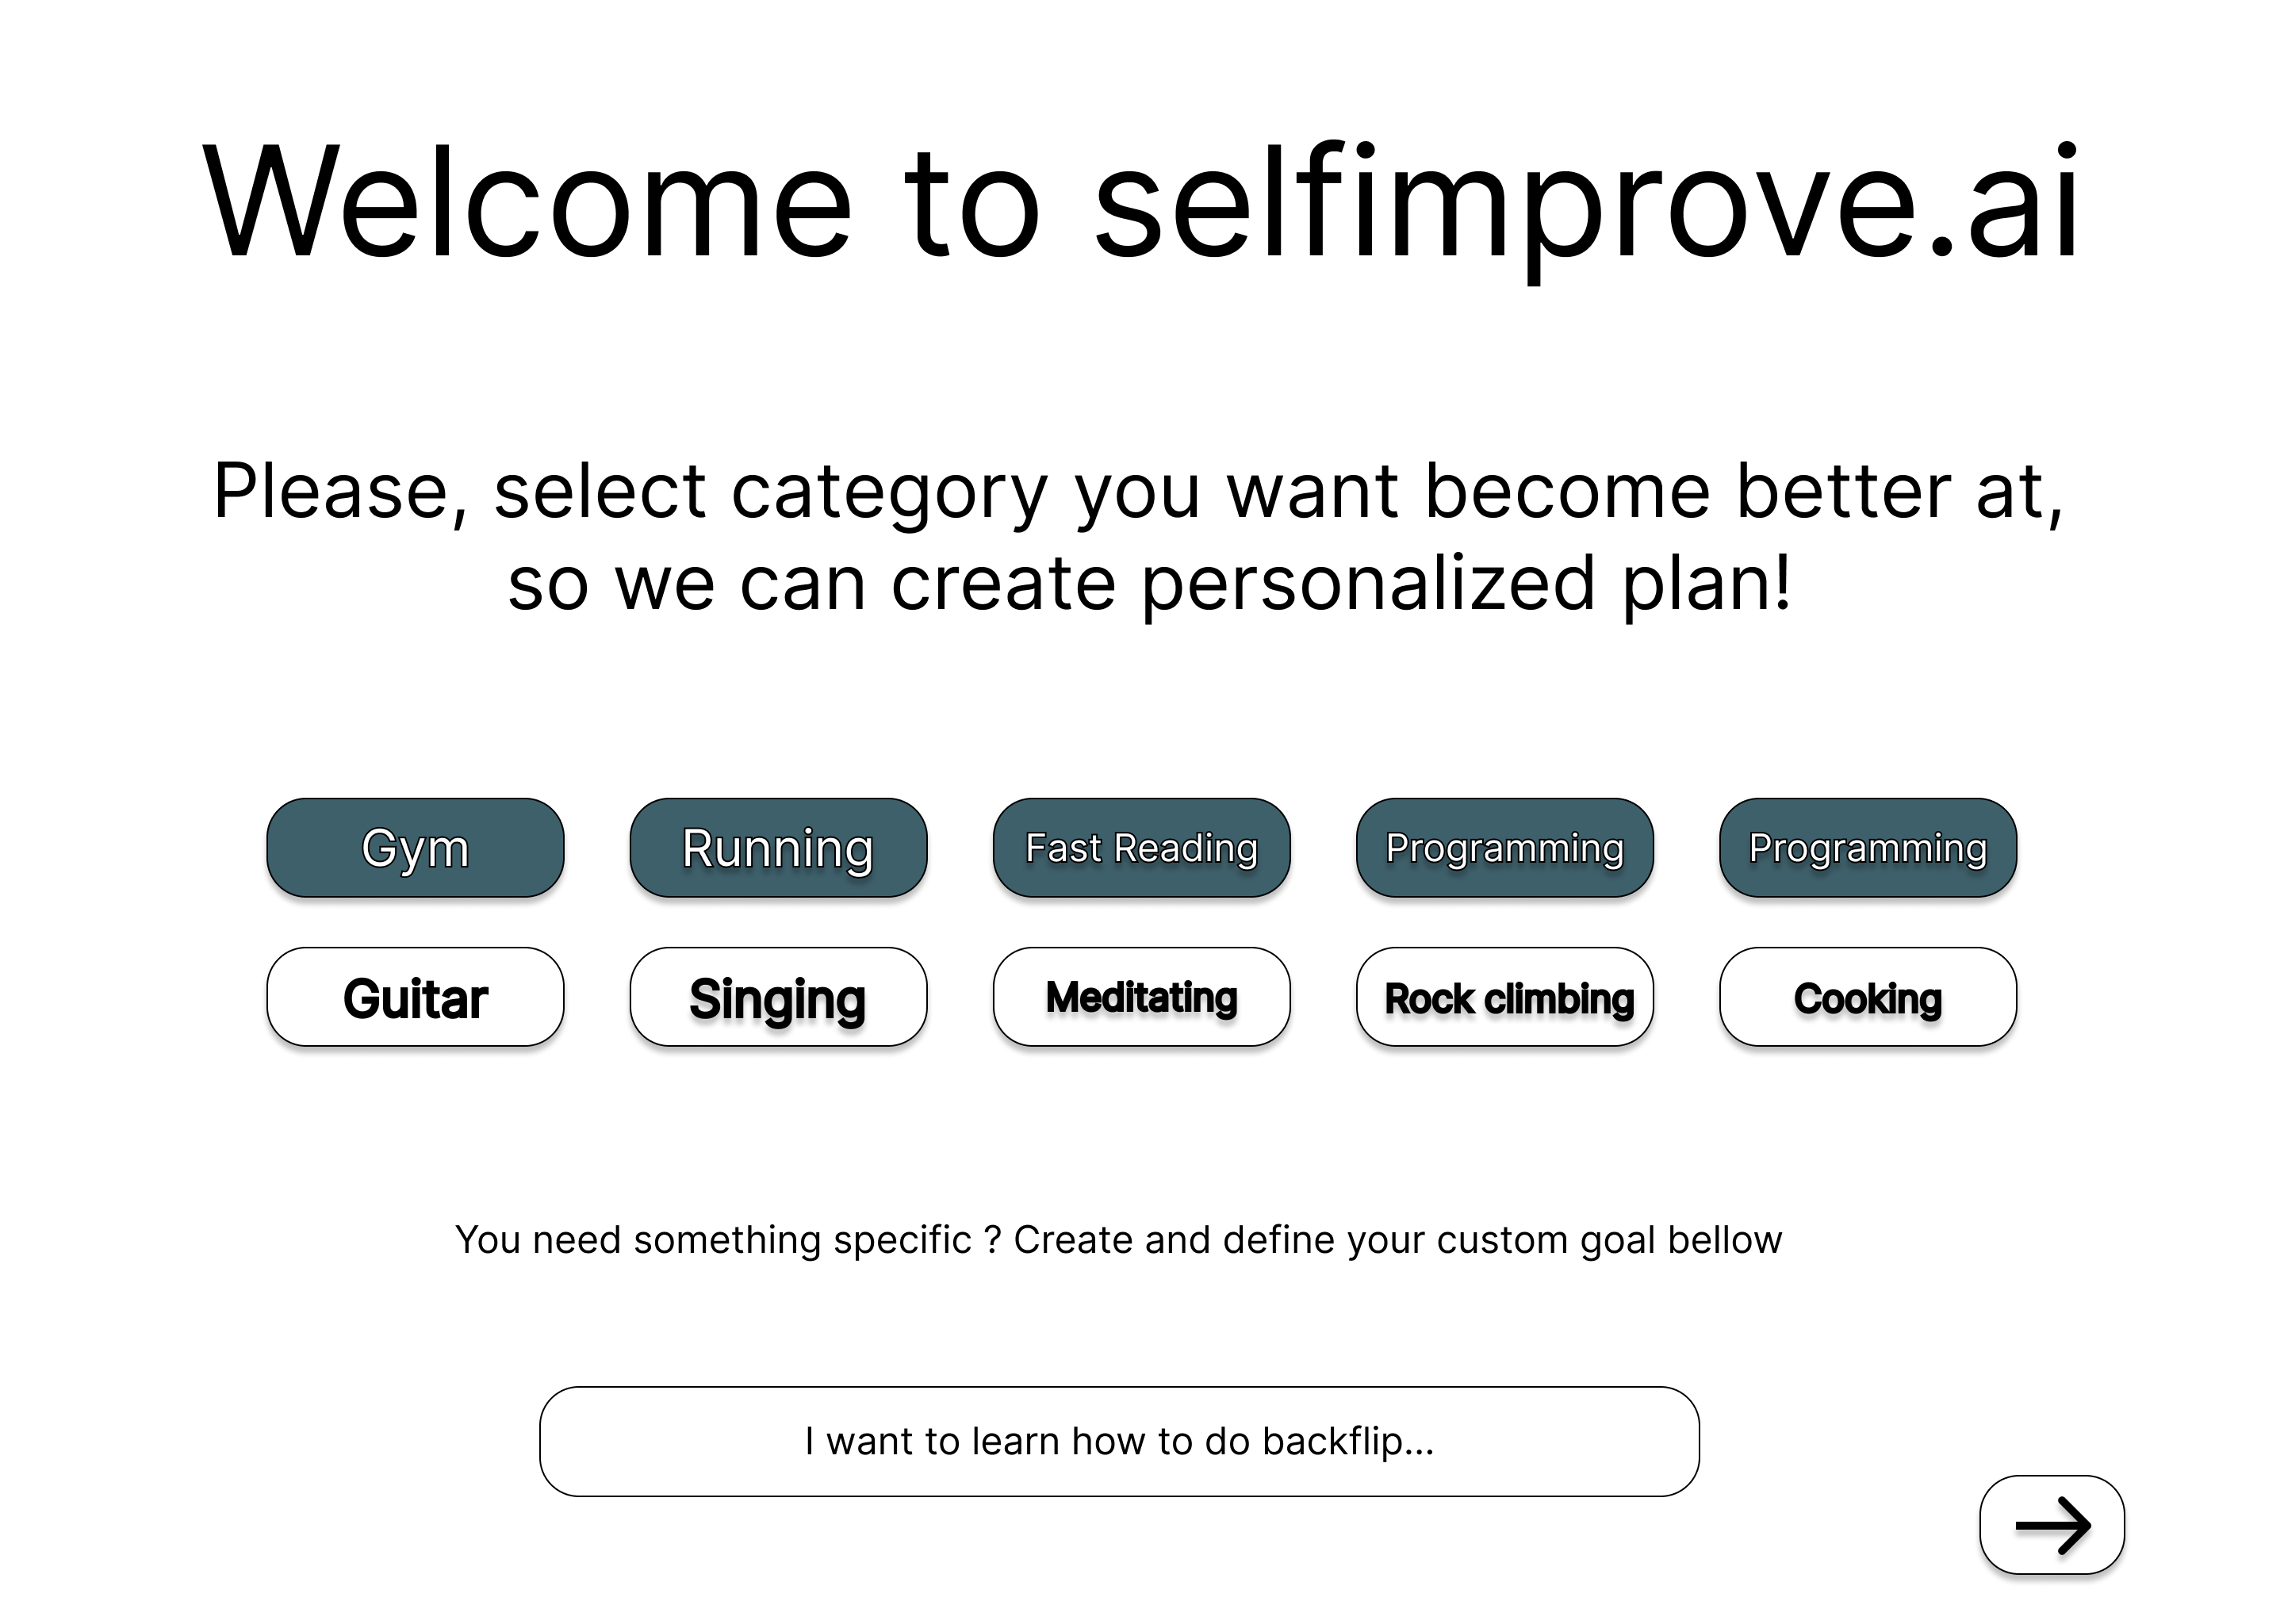 Welcome to selfimprove.ai
Please, select category you want become better at,
so we can create personalized plan!
Gym
Running
Fast Reading
Programming
Programming
Guitar
Singing
Meditating
Rock climbing
Cooking
You need something specific ? Create and define your custom goal bellow
I want to learn how to do backflip...